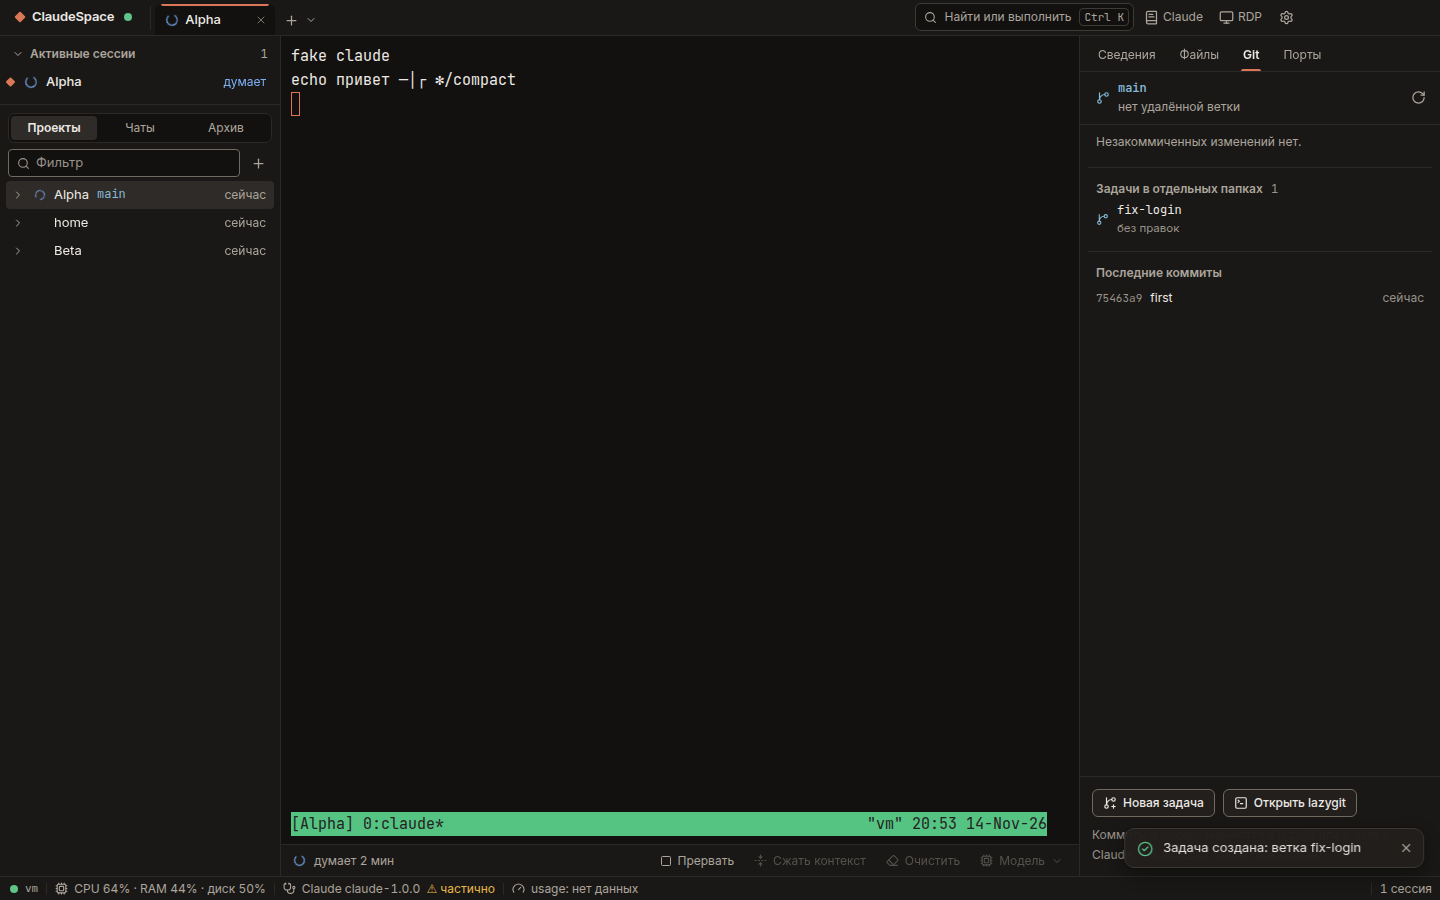 ClaudeSpace
Alpha
Найти или выполнить Ctrl K
Claude
RDP
Активные сессии 1
Alpha думает
Проекты Чаты Архив
Фильтр
Alpha main сейчас
home сейчас
Beta сейчас
fake claude
echo привет ─│┌ ✻/compact
[Alpha] 0:claude* "vm" 20:53 14-Nov-26
думает 2 мин
Прервать
Сжать контекст
Очистить
Модель
Сведения Файлы Git Порты
main
нет удалённой ветки
Незакоммиченных изменений нет.
Задачи в отдельных папках 1
fix-login
без правок
Последние коммиты
75463a9 first сейчас
Новая задача
Открыть lazygit
Задача создана: ветка fix-login
vm
CPU 64% · RAM 44% · диск 50%
Claude claude-1.0.0 ⚠ частично
usage: нет данных
1 сессия